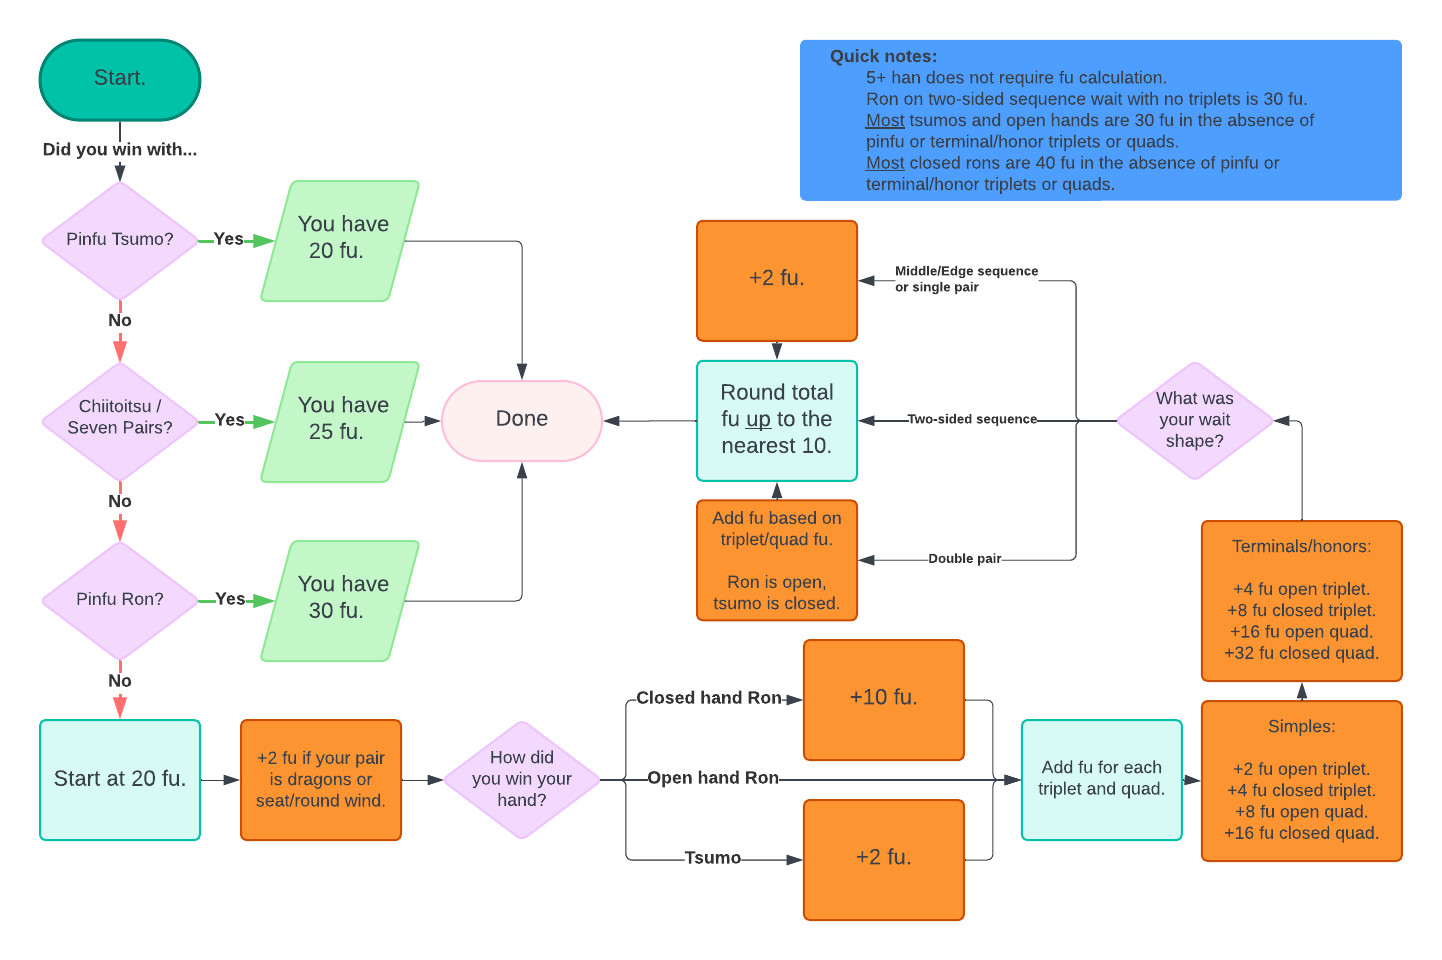 Start.
Did you win with...
Pinfu Tsumo?
Yes
You have
20 fu.
No
Chiitoitsu /
Seven Pairs?
Yes
You have
25 fu.
No
Pinfu Ron?
Yes
You have
30 fu.
No
Start at 20 fu.
+2 fu if your pair
is dragons or
seat/round wind.
How did
you win your
hand?
Closed hand Ron
+10 fu.
Open hand Ron
Tsumo
+2 fu.
Add fu for each
triplet and quad.
Simples:
+2 fu open triplet.
+4 fu closed triplet.
+8 fu open quad.
+16 fu closed quad.
Terminals/honors:
+4 fu open triplet.
+8 fu closed triplet.
+16 fu open quad.
+32 fu closed quad.
What was
your wait
shape?
Middle/Edge sequence
or single pair
+2 fu.
Two-sided sequence
Double pair
Add fu based on
triplet/quad fu.
Ron is open,
tsumo is closed.
Round total
fu up to the
nearest 10.
Done
Quick notes:
5+ han does not require fu calculation.
Ron on two-sided sequence wait with no triplets is 30 fu.
Most tsumos and open hands are 30 fu in the absence of
pinfu or terminal/honor triplets or quads.
Most closed rons are 40 fu in the absence of pinfu or
terminal/honor triplets or quads.